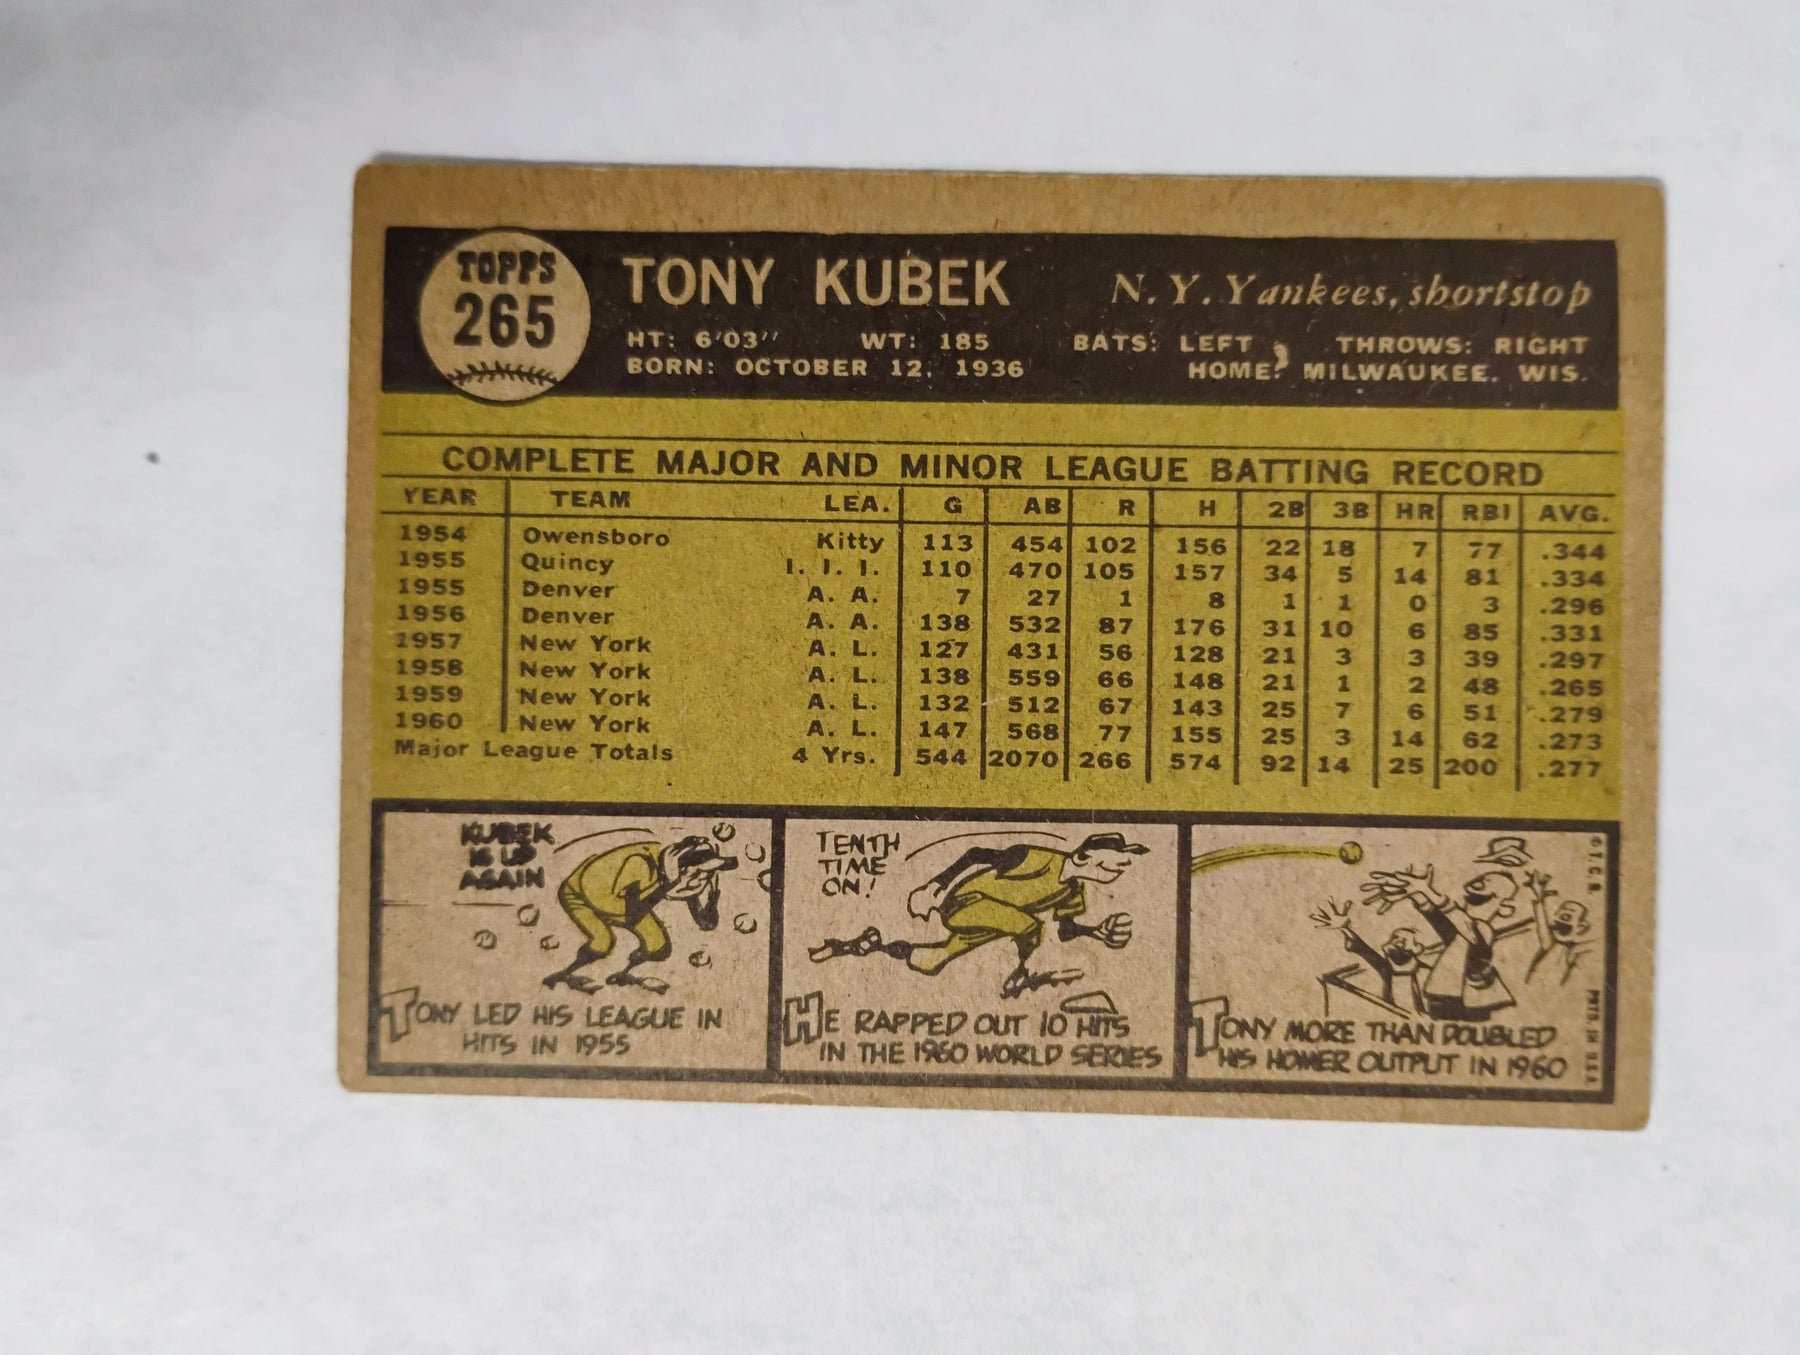 TOPPS
265
TONY KUBEK N.Y. Yankees, shortstop
HT: 6'03" WT: 185 BATS: LEFT THROWS: RIGHT
BORN: OCTOBER 12, 1936 HOME: MILWAUKEE, WIS.
COMPLETE MAJOR AND MINOR LEAGUE BATTING RECORD
YEAR TEAM LEA. G AB R H 2B 3B HR RBI AVG.
1954 Owensboro Kitty 113 454 102 156 22 18 7 77 .344
1955 Quincy I. I. I. 110 470 105 157 34 5 14 81 .334
1955 Denver A. A. 7 27 1 8 1 1 0 3 .296
1956 Denver A. A. 138 532 87 176 31 10 6 85 .331
1957 New York A. L. 127 431 56 128 21 3 3 39 .297
1958 New York A. L. 138 559 66 148 21 1 2 48 .265
1959 New York A. L. 132 512 67 143 25 7 6 51 .279
1960 New York A. L. 147 568 77 155 25 3 14 62 .273
Major League Totals 4 Yrs. 544 2070 266 574 92 14 25 200 .277
KUBEK
IS UP
AGAIN
TONY LED HIS LEAGUE IN
HITS IN 1955
TENTH
TIME
ON!
HE RAPPED OUT 10 HITS
IN THE 1960 WORLD SERIES
TONY MORE THAN DOUBLED
HIS HOMER OUTPUT IN 1960
© T. C. G. PRTD. IN U.S.A.